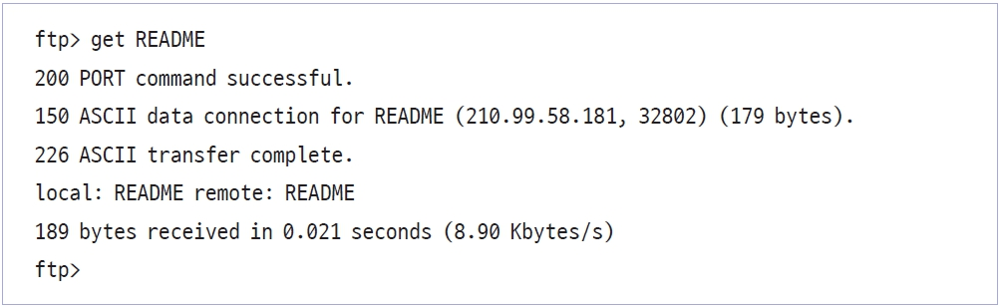 ftp> get README
200 PORT command successful.
150 ASCII data connection for README (210.99.58.181, 32802) (179 bytes).
226 ASCII transfer complete.
local: README remote: README
189 bytes received in 0.021 seconds (8.90 Kbytes/s)
ftp>